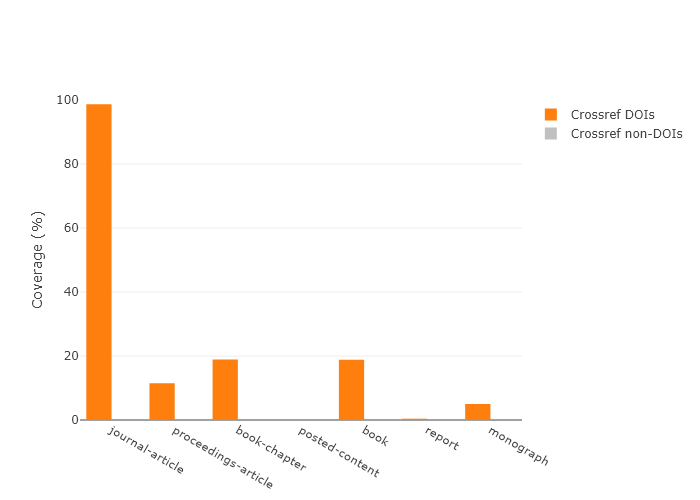 100
80
60
40
20
0
Coverage (%)
journal-article
proceedings-article
book-chapter
posted-content
book
report
monograph
Crossref DOIs
Crossref non-DOIs